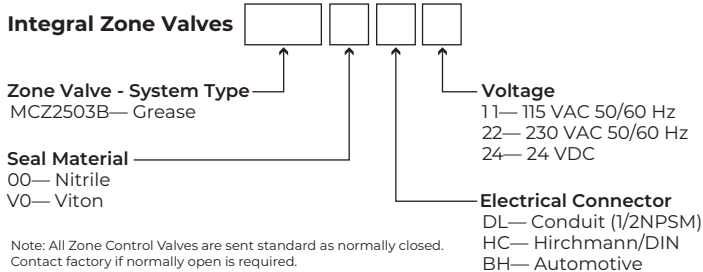 Integral Zone Valves
Zone Valve - System Type
MCZ2503B— Grease
Seal Material
00— Nitrile
V0— Viton
Note: All Zone Control Valves are sent standard as normally closed.
Contact factory if normally open is required.
Voltage
11— 115 VAC 50/60 Hz
22— 230 VAC 50/60 Hz
24— 24 VDC
Electrical Connector
DL— Conduit (1/2NPSM)
HC— Hirchmann/DIN
BH— Automotive